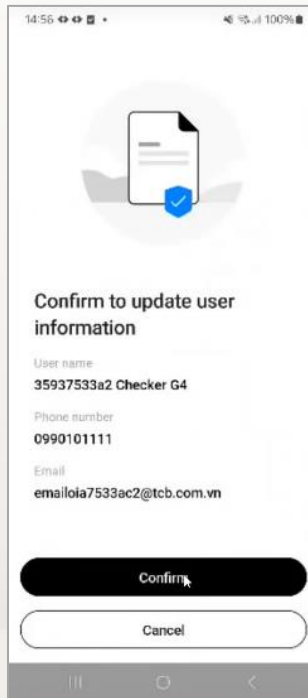 14:56
100%
Confirm to update user
information
User name
35937533a2 Checker G4
Phone number
0990101111
Email
emailoia7533ac2@tcb.com.vn
Confirm
Cancel